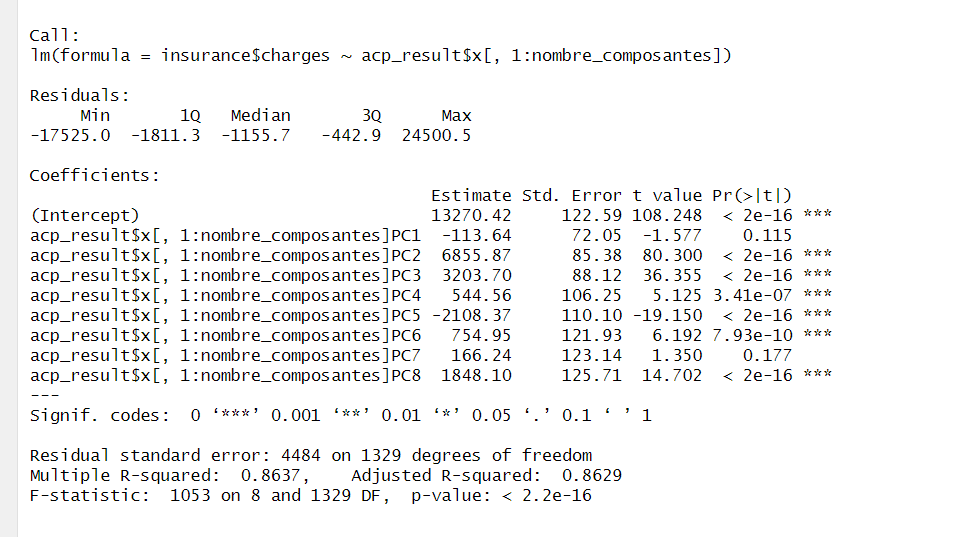 Call:
lm(formula = insurance$charges ~ acp_result$x[, 1:nombre_composantes])
Residuals:
Min 1Q Median 3Q Max
-17525.0 -1811.3 -1155.7 -442.9 24500.5
Coefficients:
Estimate Std. Error t value Pr(>|t|)
(Intercept) 13270.42 122.59 108.248 < 2e-16 ***
acp_result$x[, 1:nombre_composantes]PC1 -113.64 72.05 -1.577 0.115
acp_result$x[, 1:nombre_composantes]PC2 6855.87 85.38 80.300 < 2e-16 ***
acp_result$x[, 1:nombre_composantes]PC3 3203.70 88.12 36.355 < 2e-16 ***
acp_result$x[, 1:nombre_composantes]PC4 544.56 106.25 5.125 3.41e-07 ***
acp_result$x[, 1:nombre_composantes]PC5 -2108.37 110.10 -19.150 < 2e-16 ***
acp_result$x[, 1:nombre_composantes]PC6 754.95 121.93 6.192 7.93e-10 ***
acp_result$x[, 1:nombre_composantes]PC7 166.24 123.14 1.350 0.177
acp_result$x[, 1:nombre_composantes]PC8 1848.10 125.71 14.702 < 2e-16 ***
---
Signif. codes: 0 ‘***’ 0.001 ‘**’ 0.01 ‘*’ 0.05 ‘.’ 0.1 ‘ ’ 1
Residual standard error: 4484 on 1329 degrees of freedom
Multiple R-squared: 0.8637, Adjusted R-squared: 0.8629
F-statistic: 1053 on 8 and 1329 DF, p-value: < 2.2e-16